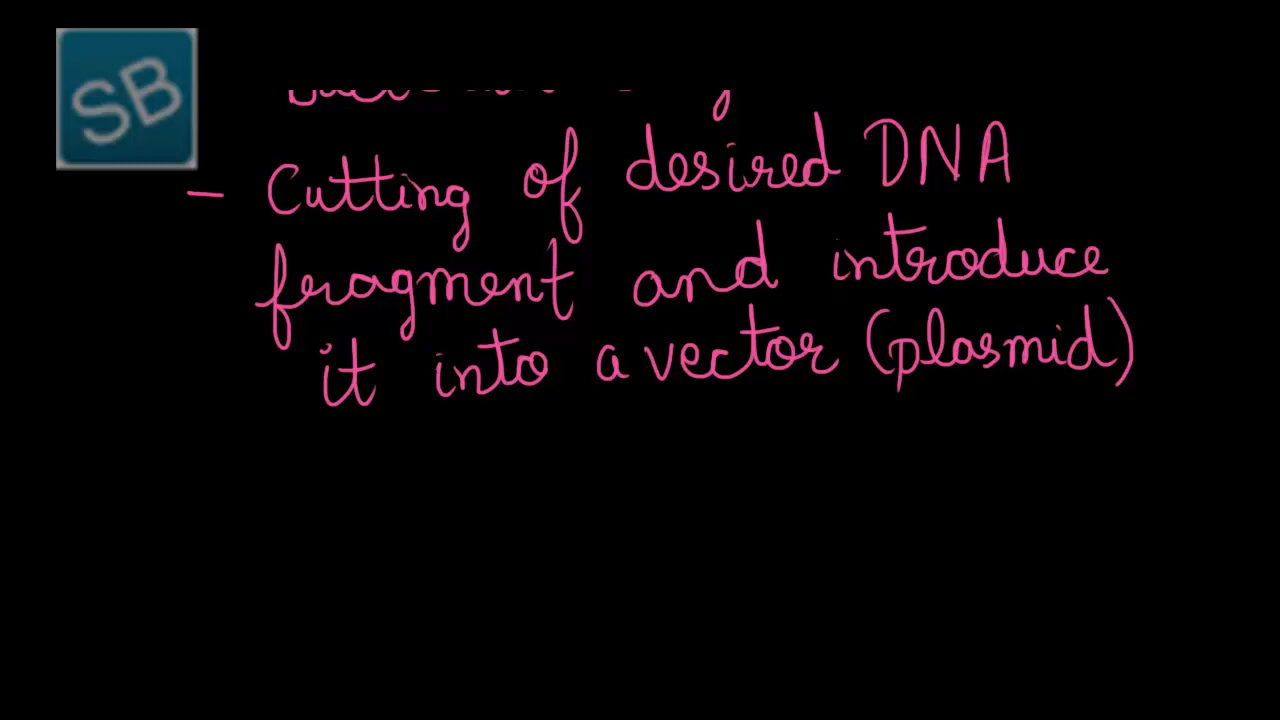 SB
- Cutting of desired DNA
fragment and introduce
it into a vector (plasmid)